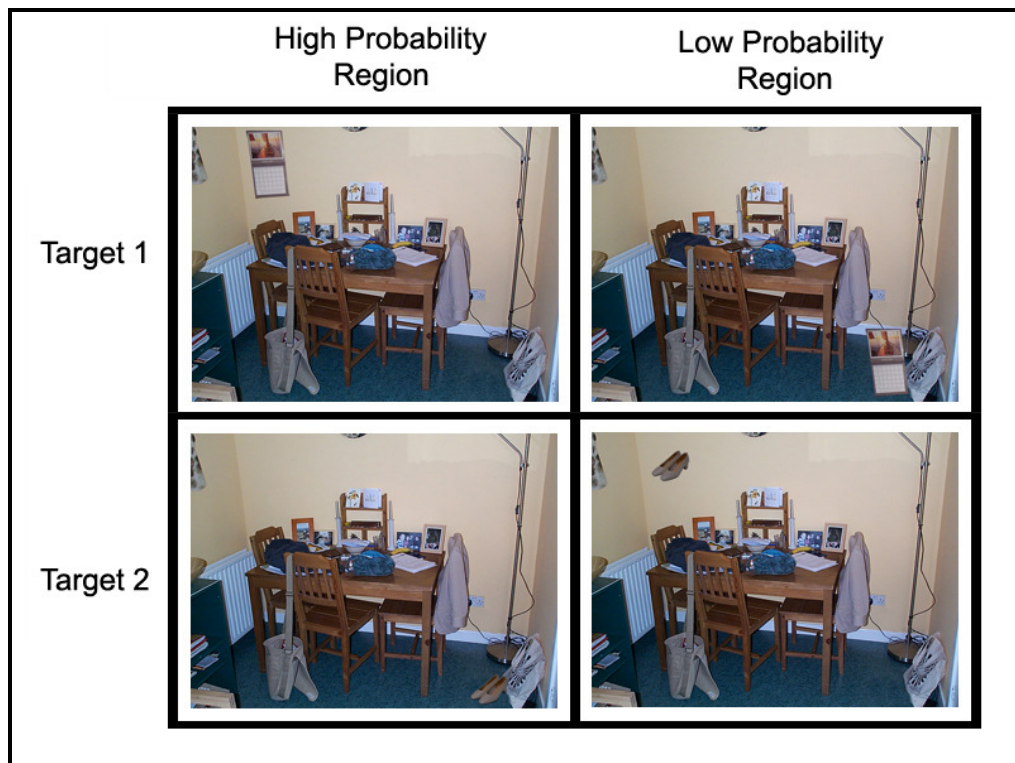 High Probability
Region
Low Probability
Region
Target 1
Target 2